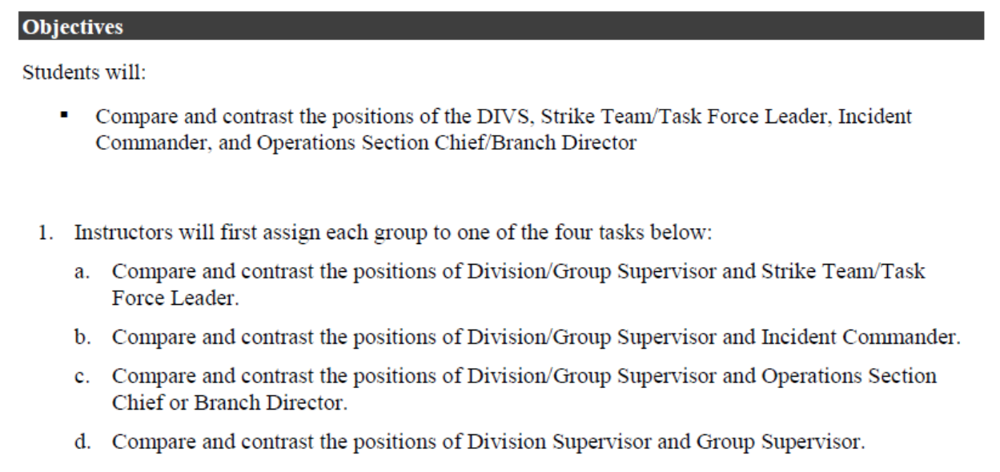 Objectives
Students will:
▪ Compare and contrast the positions of the DIVS, Strike Team/Task Force Leader, Incident
Commander, and Operations Section Chief/Branch Director
1. Instructors will first assign each group to one of the four tasks below:
a. Compare and contrast the positions of Division/Group Supervisor and Strike Team/Task
Force Leader.
b. Compare and contrast the positions of Division/Group Supervisor and Incident Commander.
c. Compare and contrast the positions of Division/Group Supervisor and Operations Section
Chief or Branch Director.
d. Compare and contrast the positions of Division Supervisor and Group Supervisor.